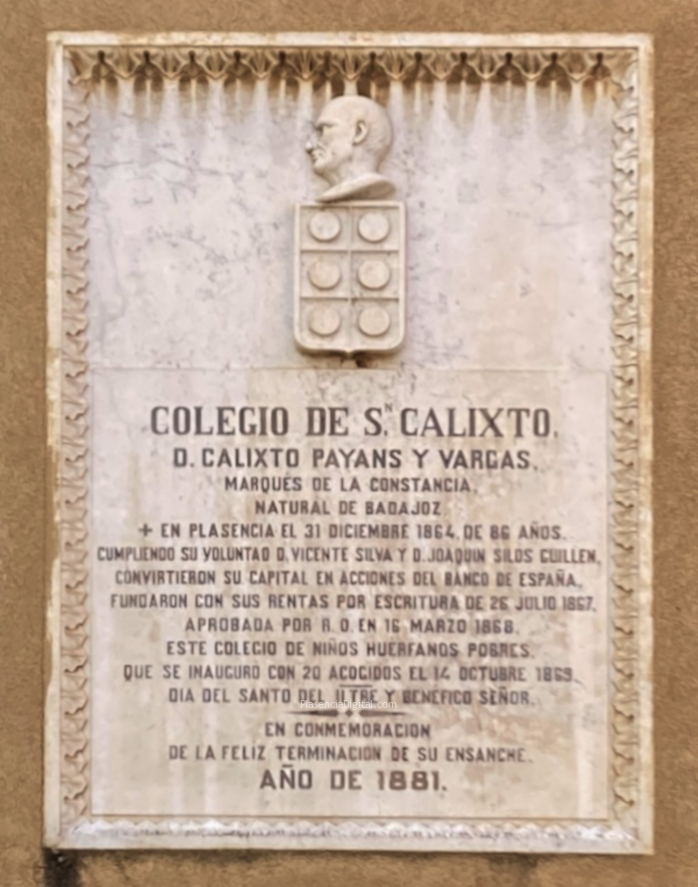 COLEGIO DE S.N CALIXTO.
D. CALIXTO PAYANS Y VARGAS.
MARQUÉS DE LA CONSTANCIA.
NATURAL DE BADAJOZ
+ EN PLASENCIA EL 31 DICIEMBRE 1864, DE 86 AÑOS.
CUMPLIENDO SU VOLUNTAD D. VICENTE SILVA Y D. JOAQUIN SILOS GUILLEN,
CONVIRTIERON SU CAPITAL EN ACCIONES DEL BANCO DE ESPAÑA,
FUNDARON CON SUS RENTAS POR ESCRITURA DE 26 JULIO 1867.
APROBADA POR R. O. EN 16 MARZO 1868.
ESTE COLEGIO DE NIÑOS HUERFANOS POBRES.
QUE SE INAUGURO CON 20 ACOGIDOS EL 14 OCTUBRE 1869.
DIA DEL SANTO DEL ILTRE Y BENEFICO SEÑOR.
PlasenciaDigital.com
EN CONMEMORACION
DE LA FELIZ TERMINACION DE SU ENSANCHE.
AÑO DE 1881.